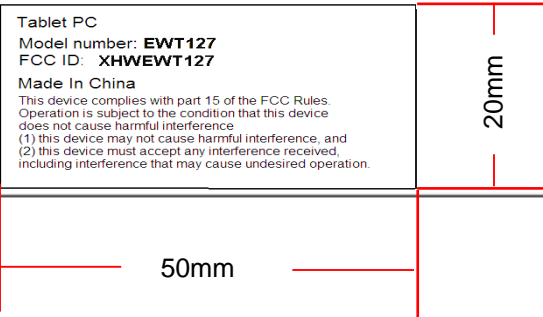 Tablet PC
Model number: EWT127
FCC ID: XHWEWT127
Made In China
This device complies with part 15 of the FCC Rules.
Operation is subject to the condition that this device
does not cause harmful interference
(1) this device may not cause harmful interference, and
(2) this device must accept any interference received,
including interference that may cause undesired operation.
20mm
50mm